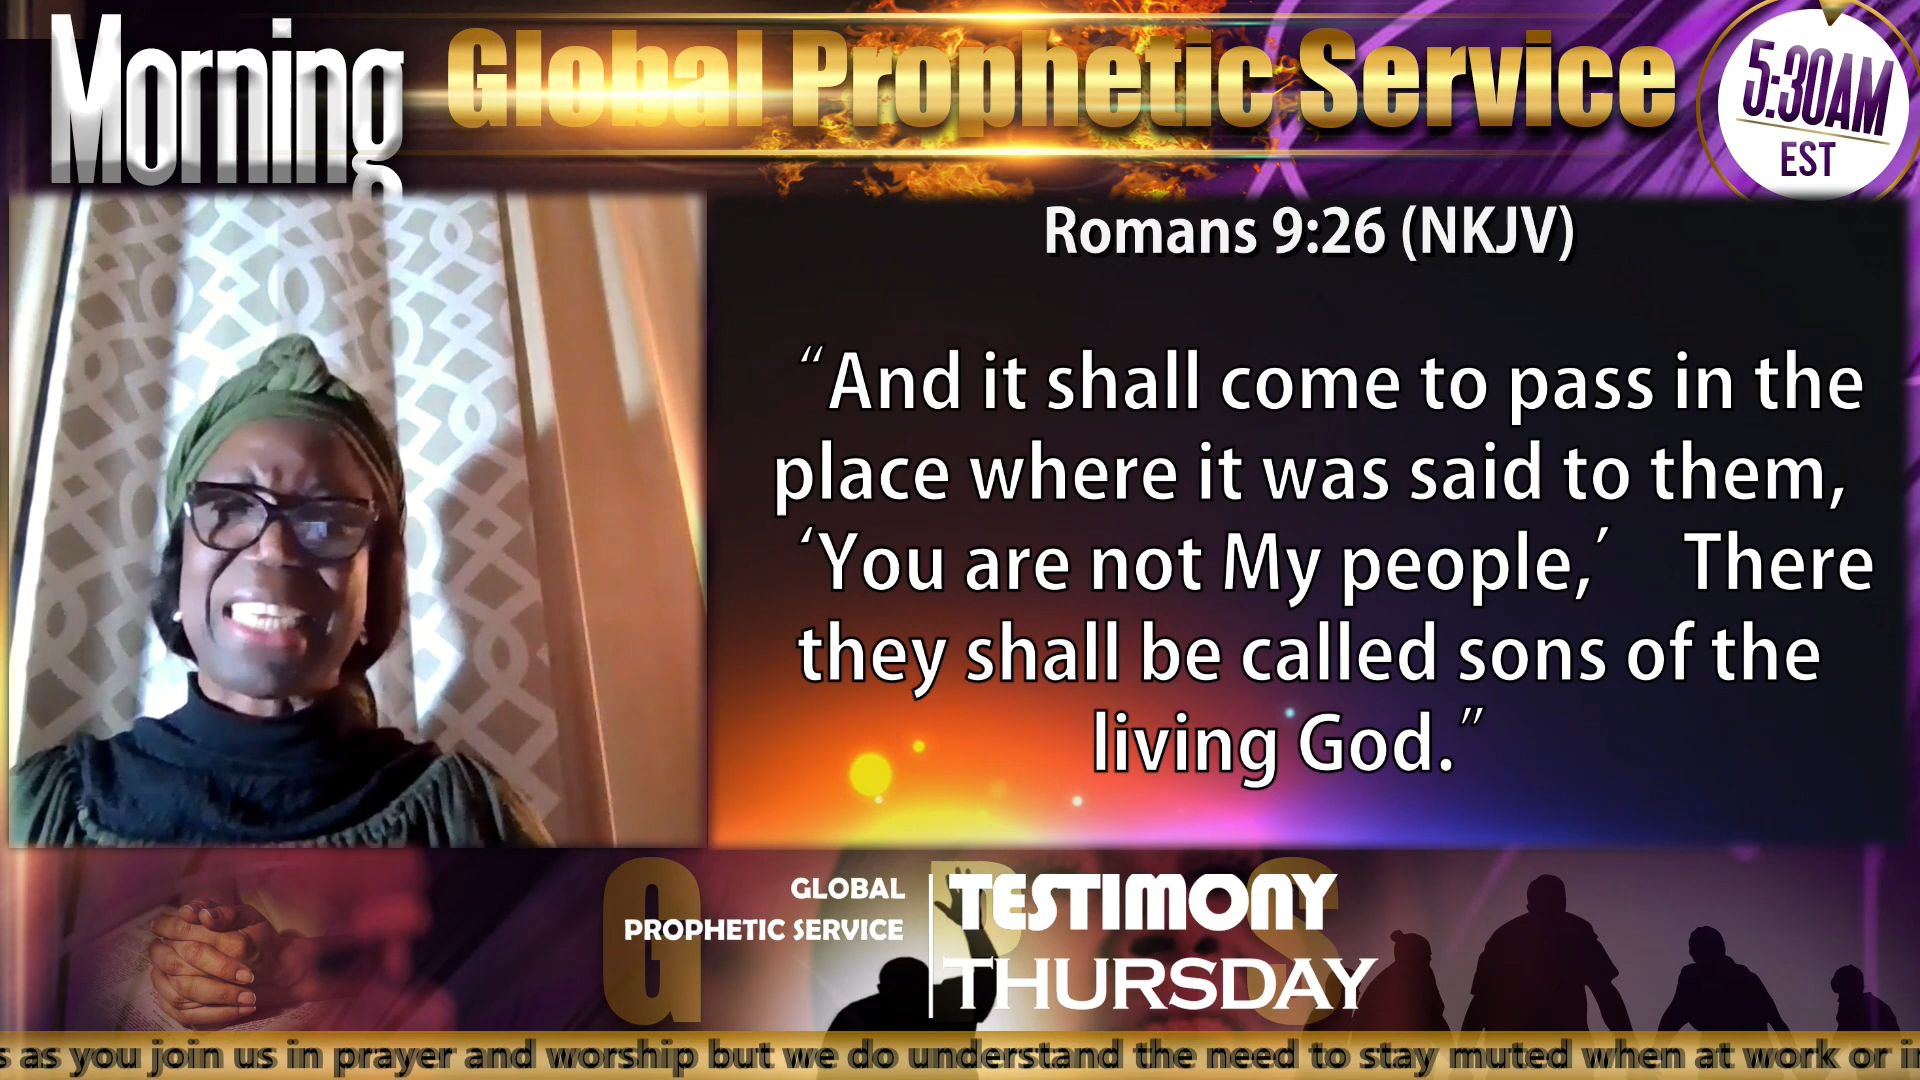 Morning
Global Prophetic Service
5:30AM
EST
Romans 9:26 (NKJV)
“And it shall come to pass in the
place where it was said to them,
‘You are not My people,’ There
they shall be called sons of the
living God.”
G P S
GLOBAL
PROPHETIC SERVICE
TESTIMONY
THURSDAY
as you join us in prayer and worship but we do understand the need to stay muted when at work or